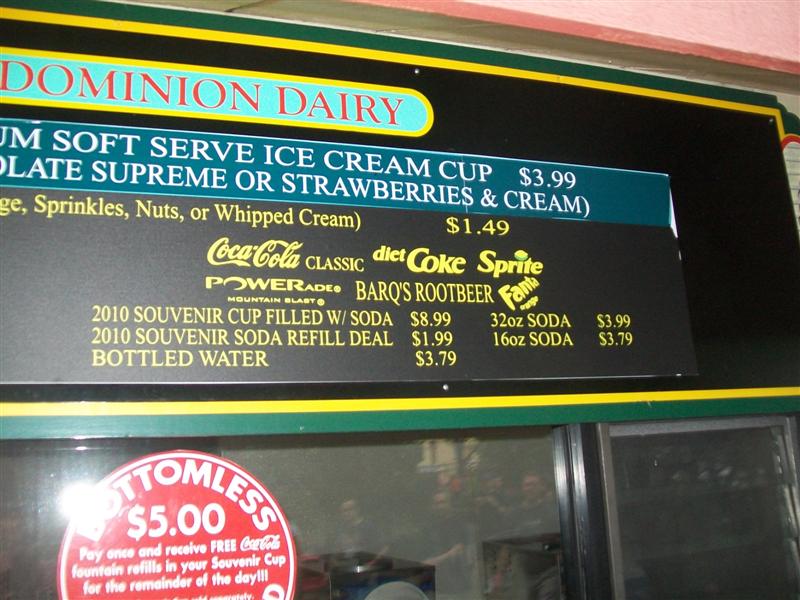 DOMINION DAIRY
UM SOFT SERVE ICE CREAM CUP $3.99
OLATE SUPREME OR STRAWBERRIES & CREAM)
ge, Sprinkles, Nuts, or Whipped Cream) $1.49
Coca-Cola CLASSIC diet Coke Sprite
POWERADE BARQ'S ROOTBEER Fanta
MOUNTAIN BLAST
2010 SOUVENIR CUP FILLED W/ SODA $8.99 32oz SODA $3.99
2010 SOUVENIR SODA REFILL DEAL $1.99 16oz SODA $3.79
BOTTLED WATER $3.79
BOTTOMLESS
$5.00
Pay once and receive FREE Coca-Cola
fountain refills in your Souvenir Cup
for the remainder of the day!!!